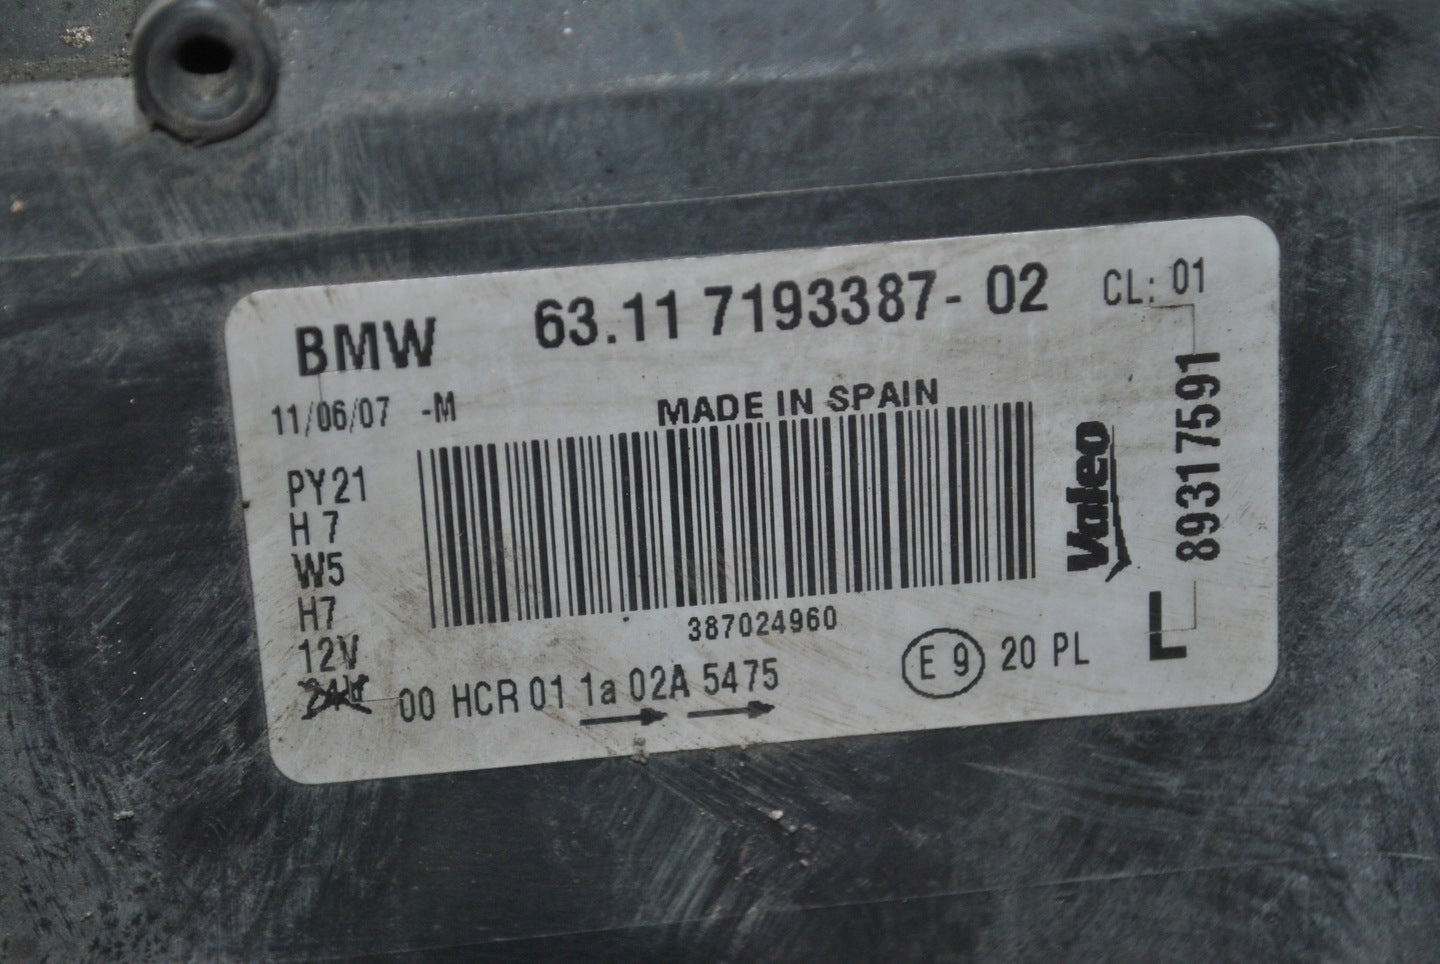 BMW 63.11 7193387-02 CL: 01
11/06/07 -M MADE IN SPAIN
PY21
H7
W5
H7
12V
387024960
00 HCR 01 1a 02A 5475
E 9 20 PL
Valeo
89317591
L